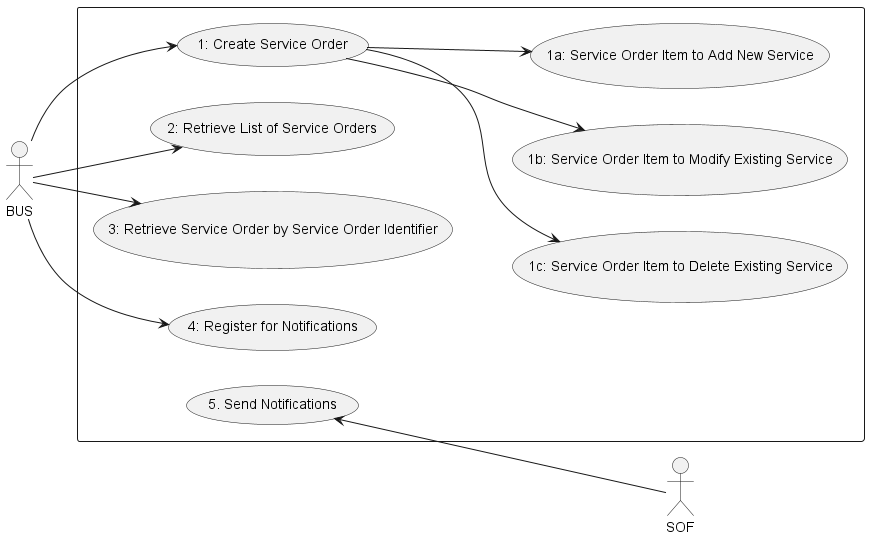 1: Create Service Order
1a: Service Order Item to Add New Service
2: Retrieve List of Service Orders
1b: Service Order Item to Modify Existing Service
BUS
3: Retrieve Service Order by Service Order Identifier
1c: Service Order Item to Delete Existing Service
4: Register for Notifications
5. Send Notifications
SOF